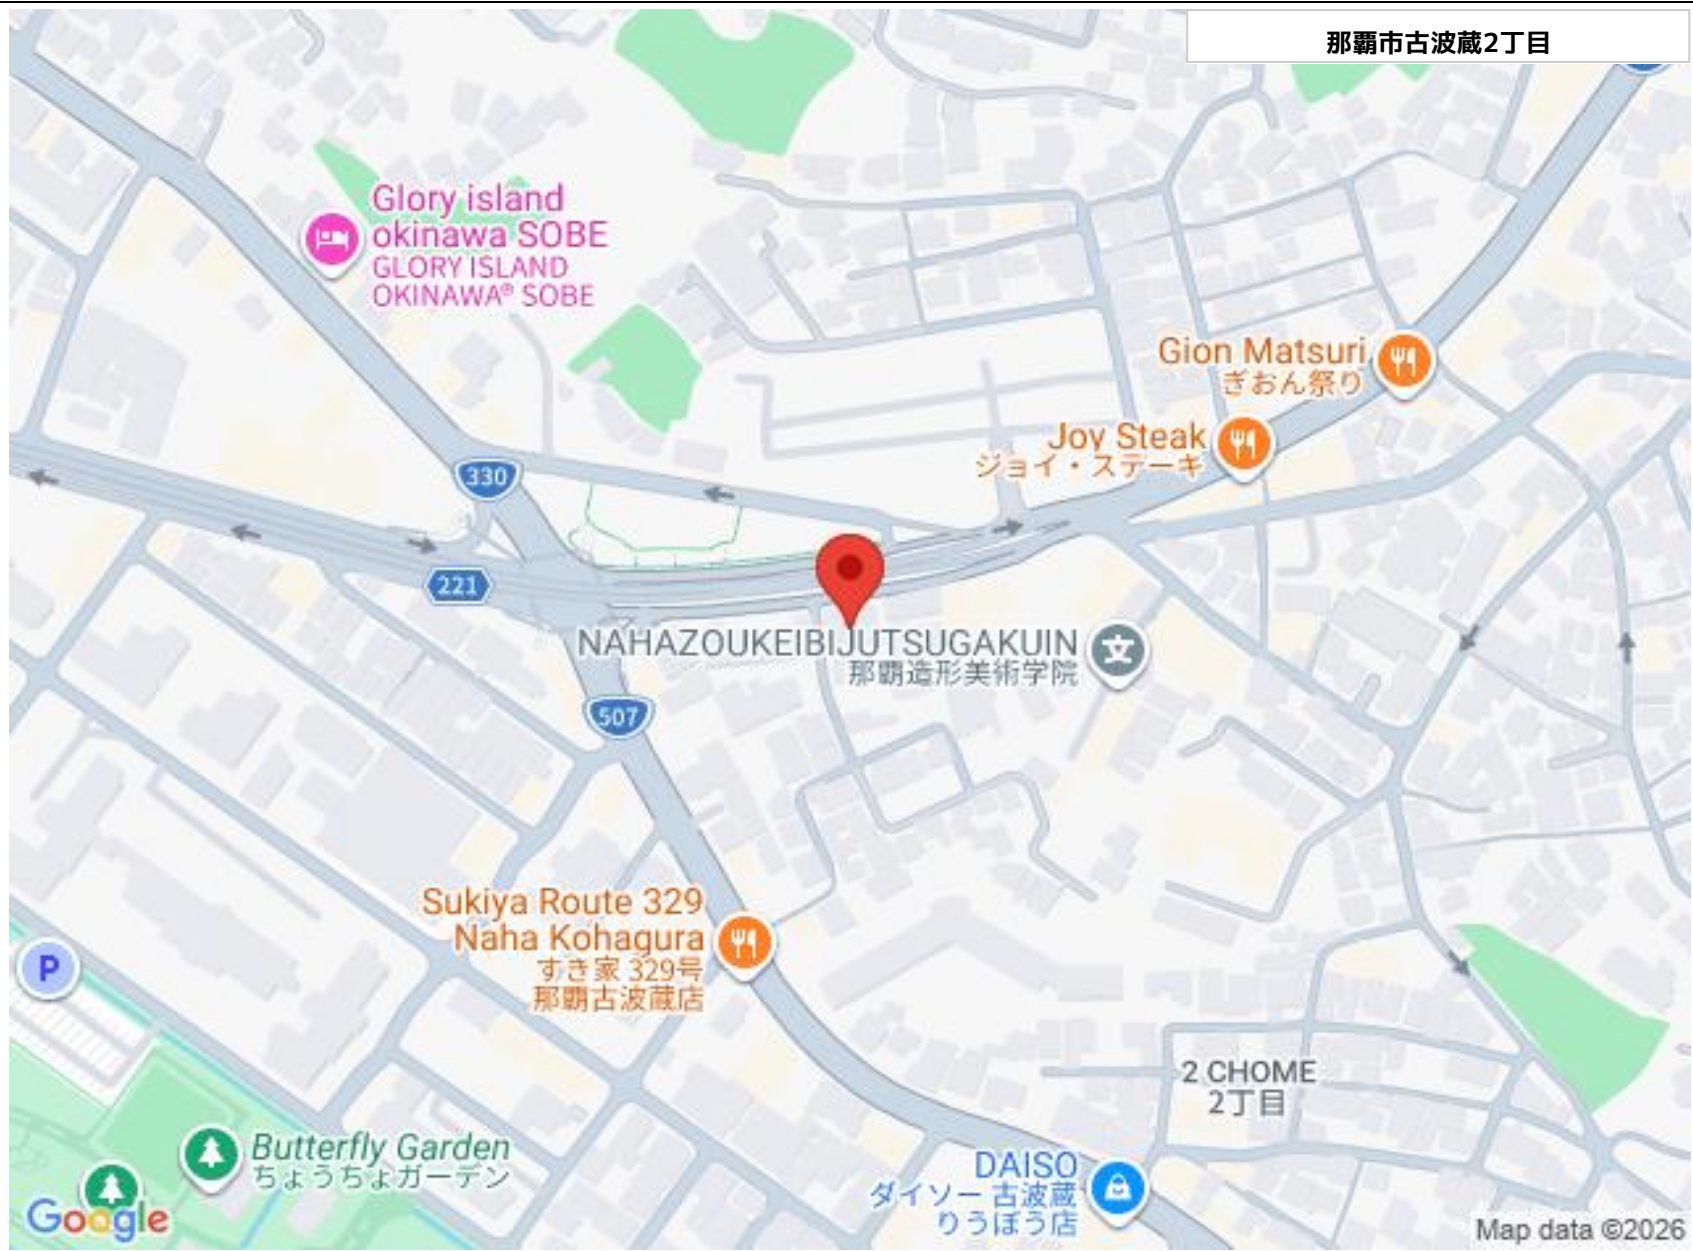 那覇市古波蔵2丁目
Glory island
okinawa SOBE
GLORY ISLAND
OKINAWA® SOBE
Gion Matsuri
ぎおん祭り
Joy Steak
ジョイ・ステーキ
330
221
NAHAZOUKEIBIJUTSUGAKUIN
那覇造形美術学院
文
507
Sukiya Route 329
Naha Kohagura
すき家 329号
那覇古波蔵店
P
2 CHOME
2丁目
Butterfly Garden
ちょうちょガーデン
DAISO
ダイソー 古波蔵
りうぼう店
Google
Map data ©2026